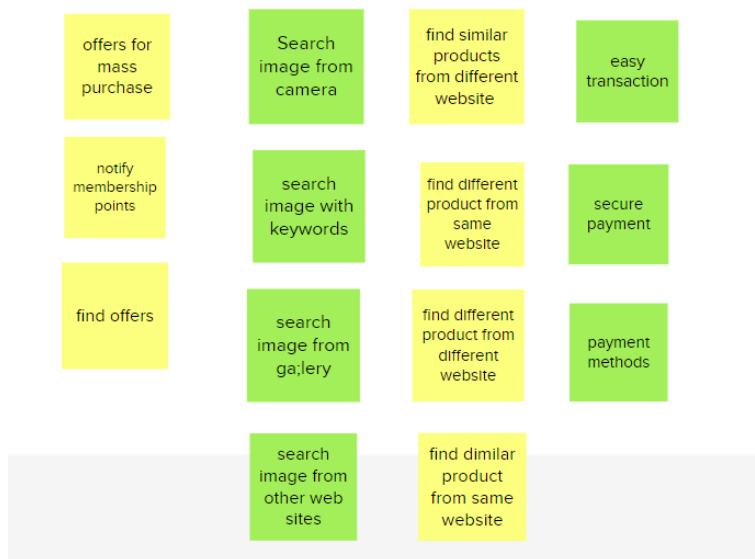 offers for
mass
purchase
notify
membership
points
find offers
Search
image from
camera
search
image with
keywords
search
image from
ga;lery
search
image from
other web
sites
find similar
products
from different
website
find different
product from
same
website
find different
product from
different
website
find dimilar
product
from same
website
easy
transaction
secure
payment
payment
methods